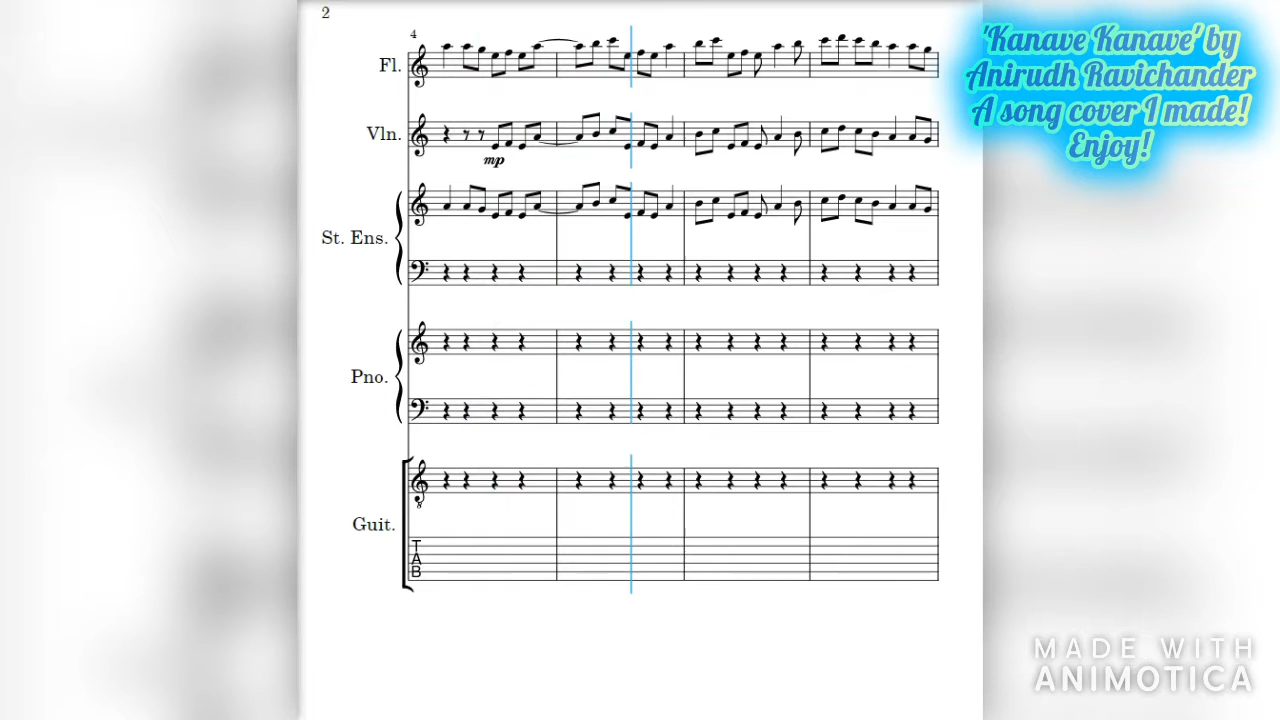 2
4
Fl.
Vln.
mp
St. Ens.
Pno.
8
Guit.
T
A
B
'Kanave Kanave' by
Anirudh Ravichander
A song cover I made!
Enjoy!
MADE WITH
ANIMOTICA